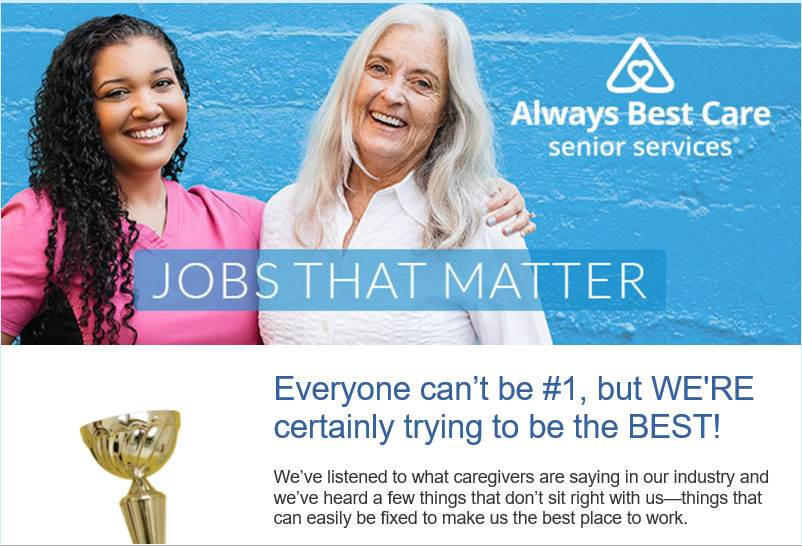 Always Best Care
senior services
JOBS THAT MATTER
Everyone can’t be #1, but WE'RE
certainly trying to be the BEST!
We’ve listened to what caregivers are saying in our industry and
we’ve heard a few things that don’t sit right with us—things that
can easily be fixed to make us the best place to work.